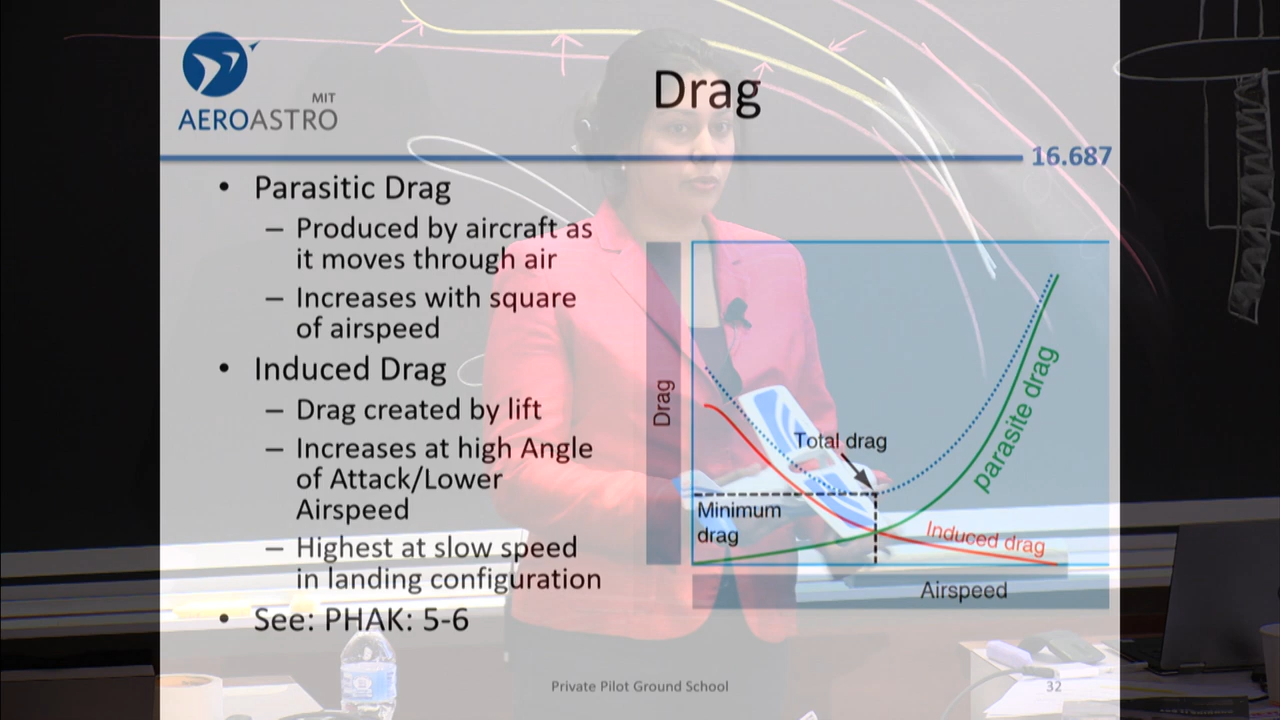 MIT
AEROASTRO
Drag
16.687
• Parasitic Drag
– Produced by aircraft as
it moves through air
– Increases with square
of airspeed
• Induced Drag
– Drag created by lift
– Increases at high Angle
of Attack/Lower
Airspeed
– Highest at slow speed
in landing configuration
• See: PHAK: 5-6
Drag
Total drag
parasite drag
Minimum
drag
Induced drag
Airspeed
Private Pilot Ground School
32